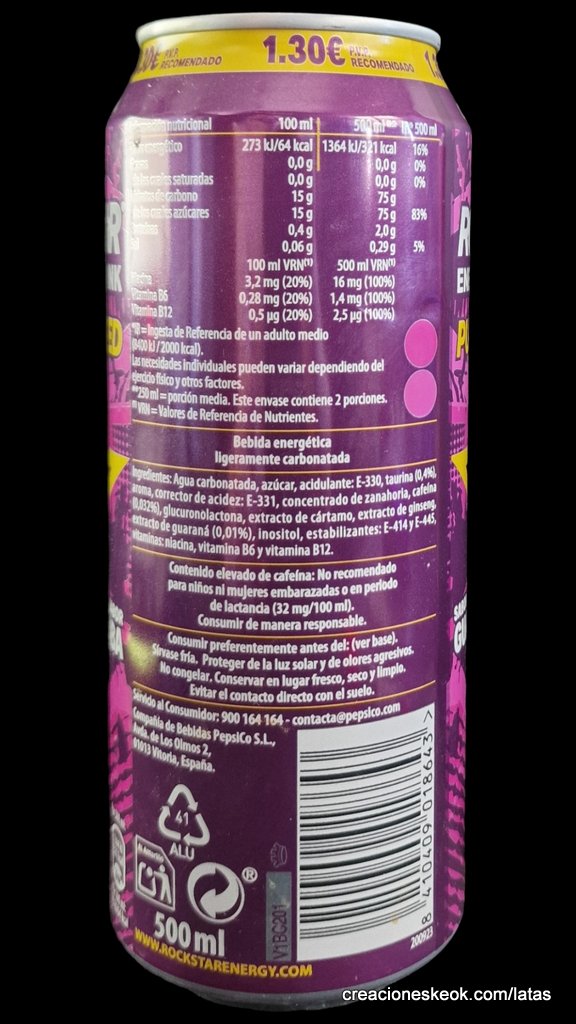 1.30€ P.V.P. RECOMENDADO
P.V.P. RECOMENDADO
nutricional 100 ml 500 ml 500 ml
energético 273 kJ/64 kcal 1364 kJ/321 kcal 16%
0,0 g 0,0 g 0%
de las cuales saturadas 0,0 g 0,0 g 0%
de carbono 15 g 75 g
de los cuales azúcares 15 g 75 g 83%
0,4 g 2,0 g
0,06 g 0,29 g 5%
100 ml VRN⁽¹⁾ 500 ml VRN⁽¹⁾
Niacina 3,2 mg (20%) 16 mg (100%)
Vitamina B6 0,28 mg (20%) 1,4 mg (100%)
Vitamina B12 0,5 µg (20%) 2,5 µg (100%)
= Ingesta de Referencia de un adulto medio
(8400 kJ / 2000 kcal).
Las necesidades individuales pueden variar dependiendo del
ejercicio físico y otros factores.
**250 ml = porción media. Este envase contiene 2 porciones.
⁽¹⁾ VRN = Valores de Referencia de Nutrientes.
Bebida energética
ligeramente carbonatada
Ingredientes: Agua carbonatada, azúcar, acidulante: E-330, taurina (0,4%),
aroma, corrector de acidez: E-331, concentrado de zanahoria, cafeína
(0,032%), glucuronolactona, extracto de cártamo, extracto de ginseng,
extracto de guaraná (0,01%), inositol, estabilizantes: E-414 y E-445,
vitaminas: niacina, vitamina B6 y vitamina B12.
Contenido elevado de cafeína: No recomendado
para niños ni mujeres embarazadas o en periodo
de lactancia (32 mg/100 ml).
Consumir de manera responsable.
Consumir preferentemente antes del: (ver base).
Sírvase fría. Proteger de la luz solar y de olores agresivos.
No congelar. Conservar en lugar fresco, seco y limpio.
Evitar el contacto directo con el suelo.
Servicio al Consumidor: 900 164 164 - contacta@pepsico.com
Compañía de Bebidas PepsiCo S.L.,
Avda. de Los Olmos 2,
01013 Vitoria, España.
41
ALU
®
500 ml
V1BC201
8 410409 018643 >
200923
WWW.ROCKSTARENERGY.COM
creacioneskeok.com/latas